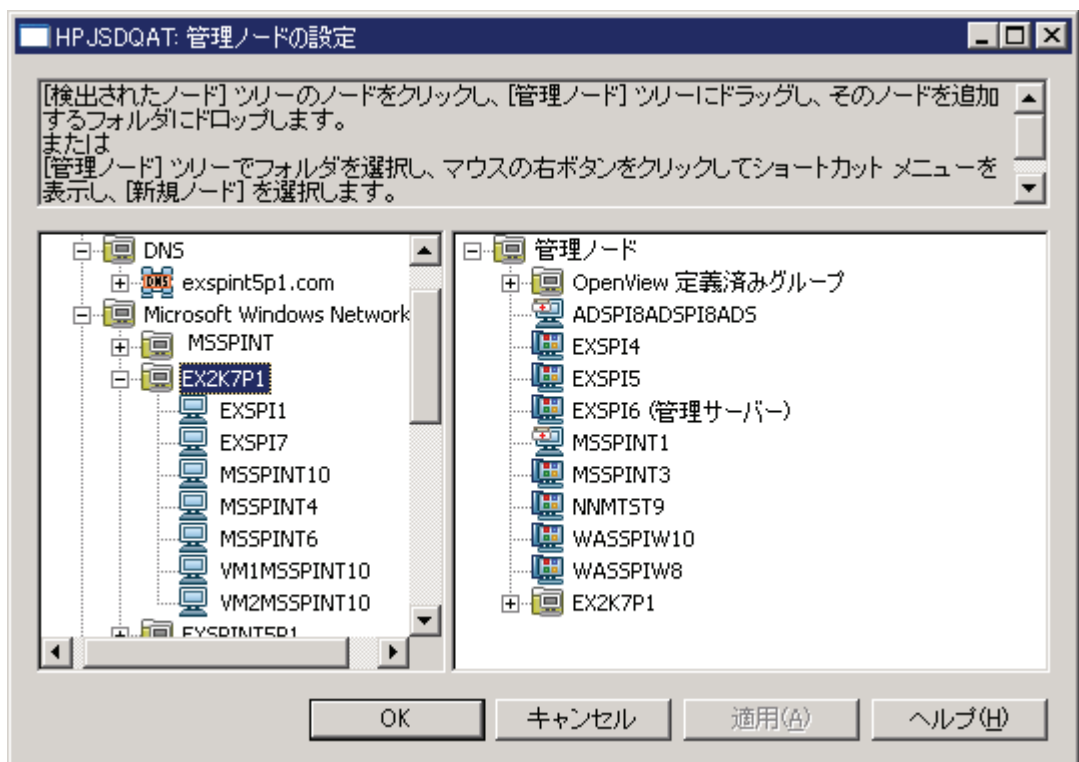 HPJSDQAT: 管理ノードの設定
[検出されたノード] ツリーのノードをクリックし、[管理ノード] ツリーにドラッグし、そのノードを追加
するフォルダにドロップします。
または
[管理ノード] ツリーでフォルダを選択し、マウスの右ボタンをクリックしてショートカット メニューを
表示し、[新規ノード] を選択します。
DNS
DNS exspint5p1.com
Microsoft Windows Network
MSSPINT
EX2K7P1
EXSPI1
EXSPI7
MSSPINT10
MSSPINT4
MSSPINT6
VM1MSSPINT10
VM2MSSPINT10
EXSPINT5P1
管理ノード
OpenView 定義済みグループ
ADSPI8ADSPI8ADS
EXSPI4
EXSPI5
EXSPI6 (管理サーバー)
MSSPINT1
MSSPINT3
NNMTST9
WASSPIW10
WASSPIW8
EX2K7P1
OK
キャンセル
適用(A)
ヘルプ(H)